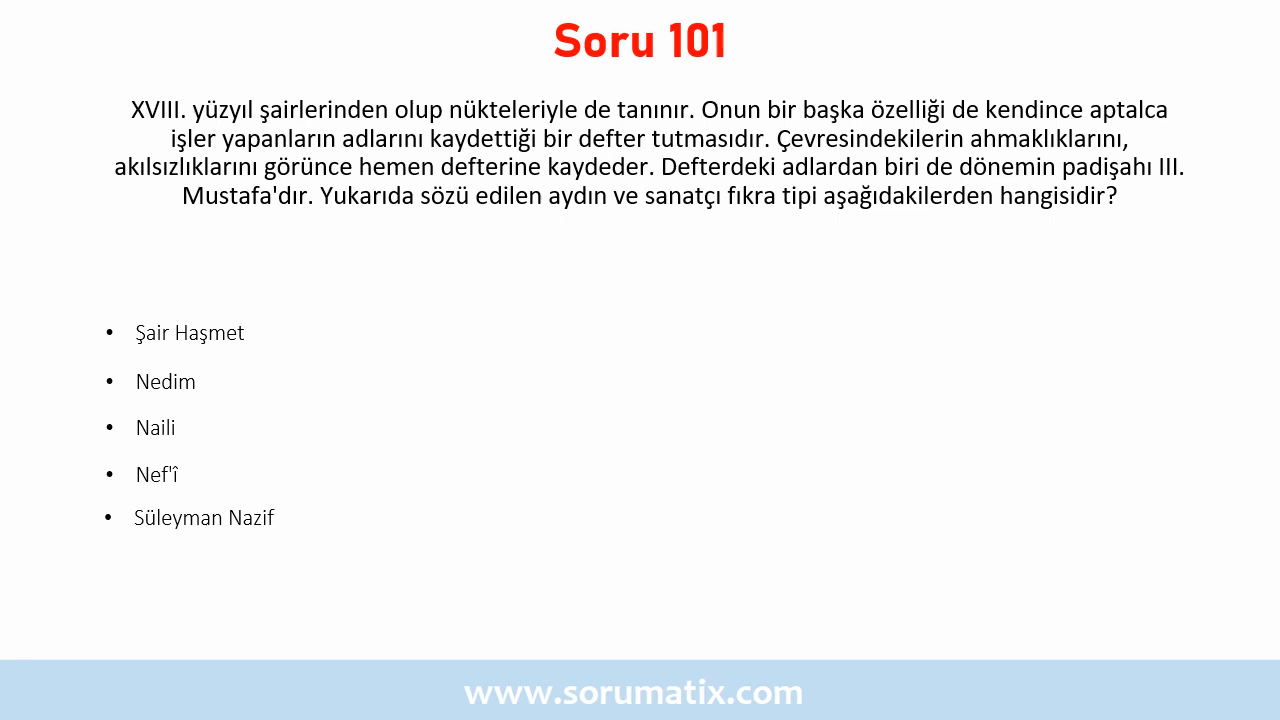 Soru 101
XVIII. yüzyıl şairlerinden olup nükteleriyle de tanınır. Onun bir başka özelliği de kendince aptalca
işler yapanların adlarını kaydettiği bir defter tutmasıdır. Çevresindekilerin ahmaklıklarını,
akılsızlıklarını görünce hemen defterine kaydeder. Defterdeki adlardan biri de dönemin padişahı III.
Mustafa'dır. Yukarıda sözü edilen aydın ve sanatçı fıkra tipi aşağıdakilerden hangisidir?
• Şair Haşmet
• Nedim
• Naili
• Nef'î
• Süleyman Nazif
www.sorumatix.com